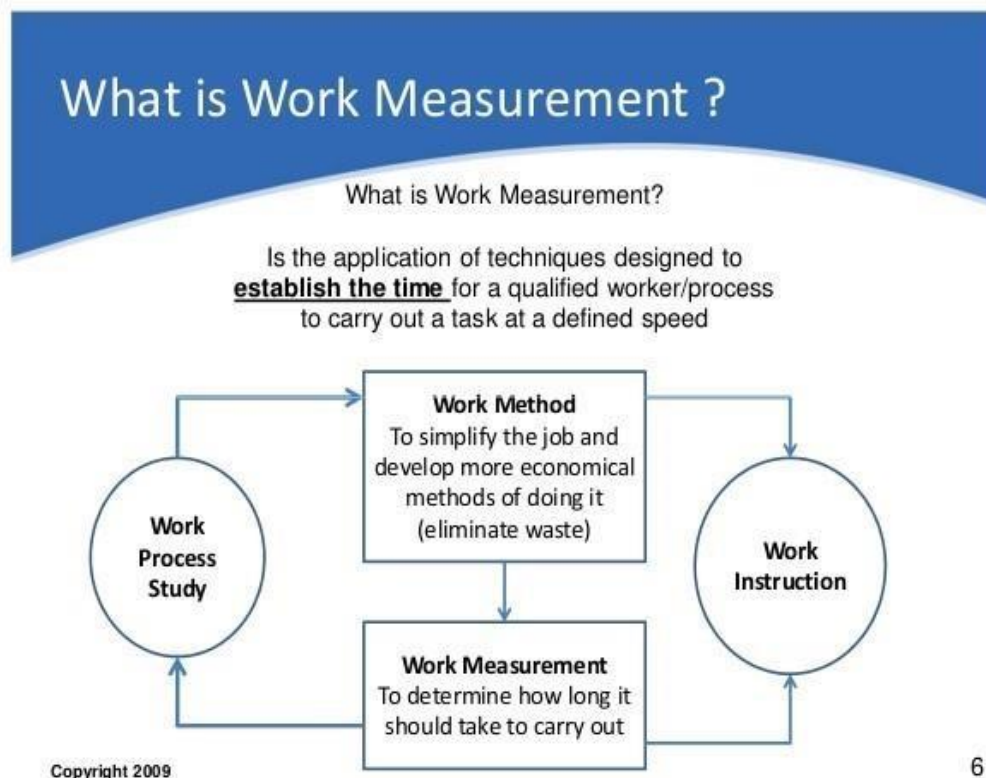 What is Work Measurement ?
What is Work Measurement?
Is the application of techniques designed to
establish the time for a qualified worker/process
to carry out a task at a defined speed
Work Method
To simplify the job and
develop more economical
methods of doing it
(eliminate waste)
Work
Process
Study
Work
Instruction
Work Measurement
To determine how long it
should take to carry out
Copyright 2009
6